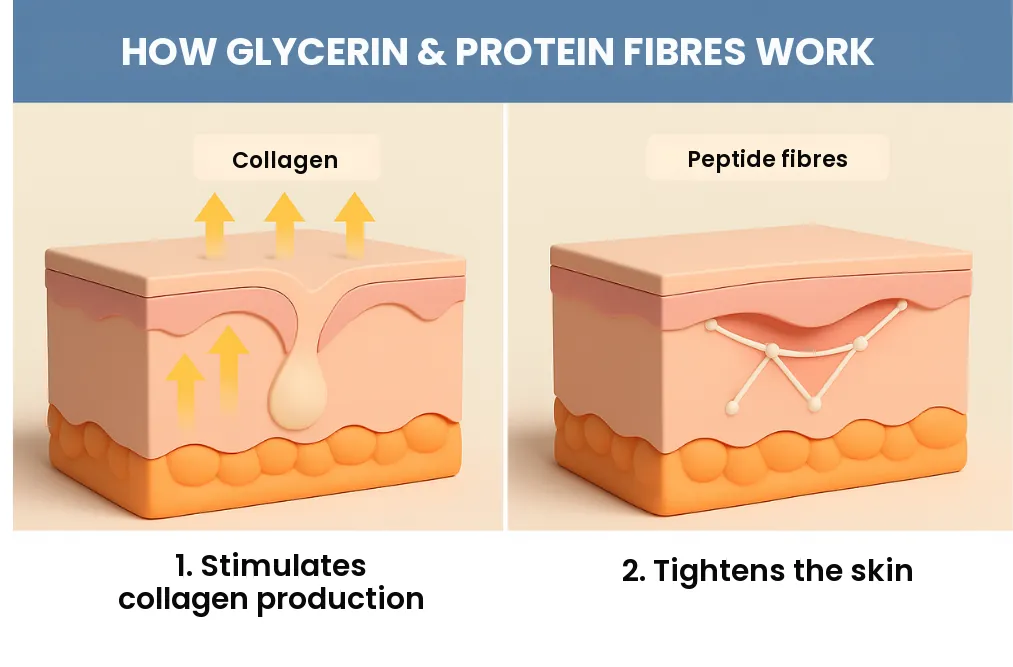 HOW GLYCERIN & PROTEIN FIBRES WORK
Collagen
Peptide fibres
1. Stimulates
collagen production
2. Tightens the skin